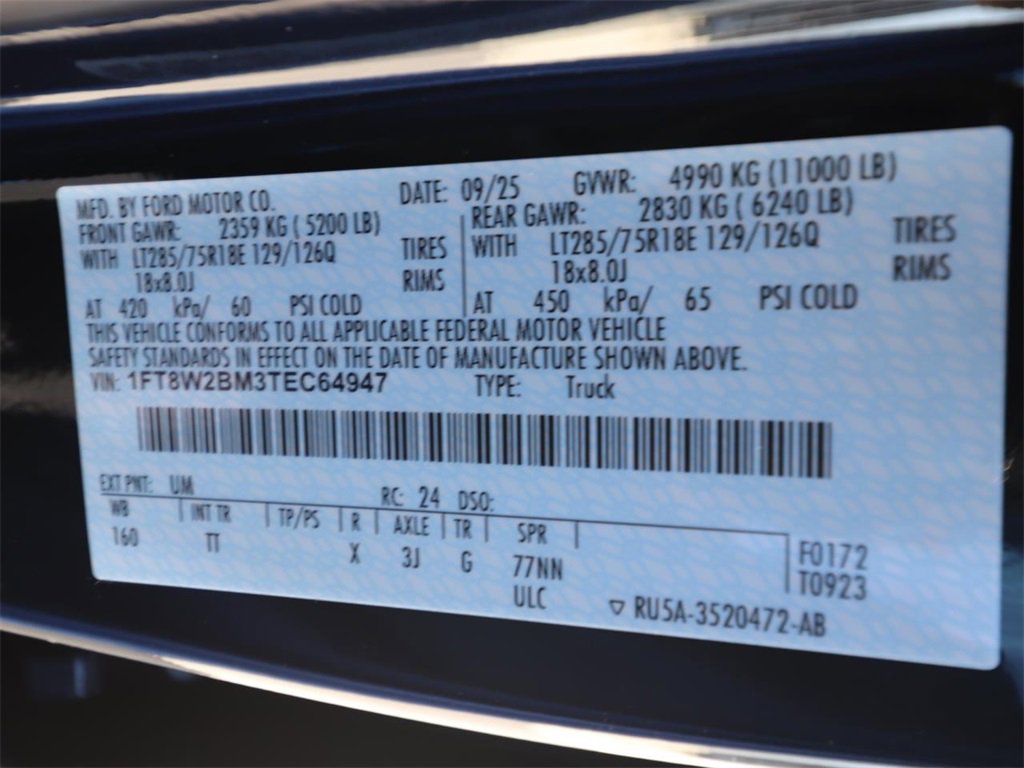 MFD. BY FORD MOTOR CO. DATE: 09/25 GVWR: 4990 KG (11000 LB)
FRONT GAWR: 2359 KG ( 5200 LB) REAR GAWR: 2830 KG ( 6240 LB)
WITH LT285/75R18E 129/126Q TIRES WITH LT285/75R18E 129/126Q TIRES
18x8.0J RIMS 18x8.0J RIMS
AT 420 kPa/ 60 PSI COLD AT 450 kPa/ 65 PSI COLD
THIS VEHICLE CONFORMS TO ALL APPLICABLE FEDERAL MOTOR VEHICLE
SAFETY STANDARDS IN EFFECT ON THE DATE OF MANUFACTURE SHOWN ABOVE.
VIN: 1FT8W2BM3TEC64947 TYPE: Truck
EXT PNT: UM RC: 24 DSO:
WB INT TR TP/PS R AXLE TR SPR
160 TT X 3J G 77NN F0172
ULC T0923
▽ RU5A-3520472-AB